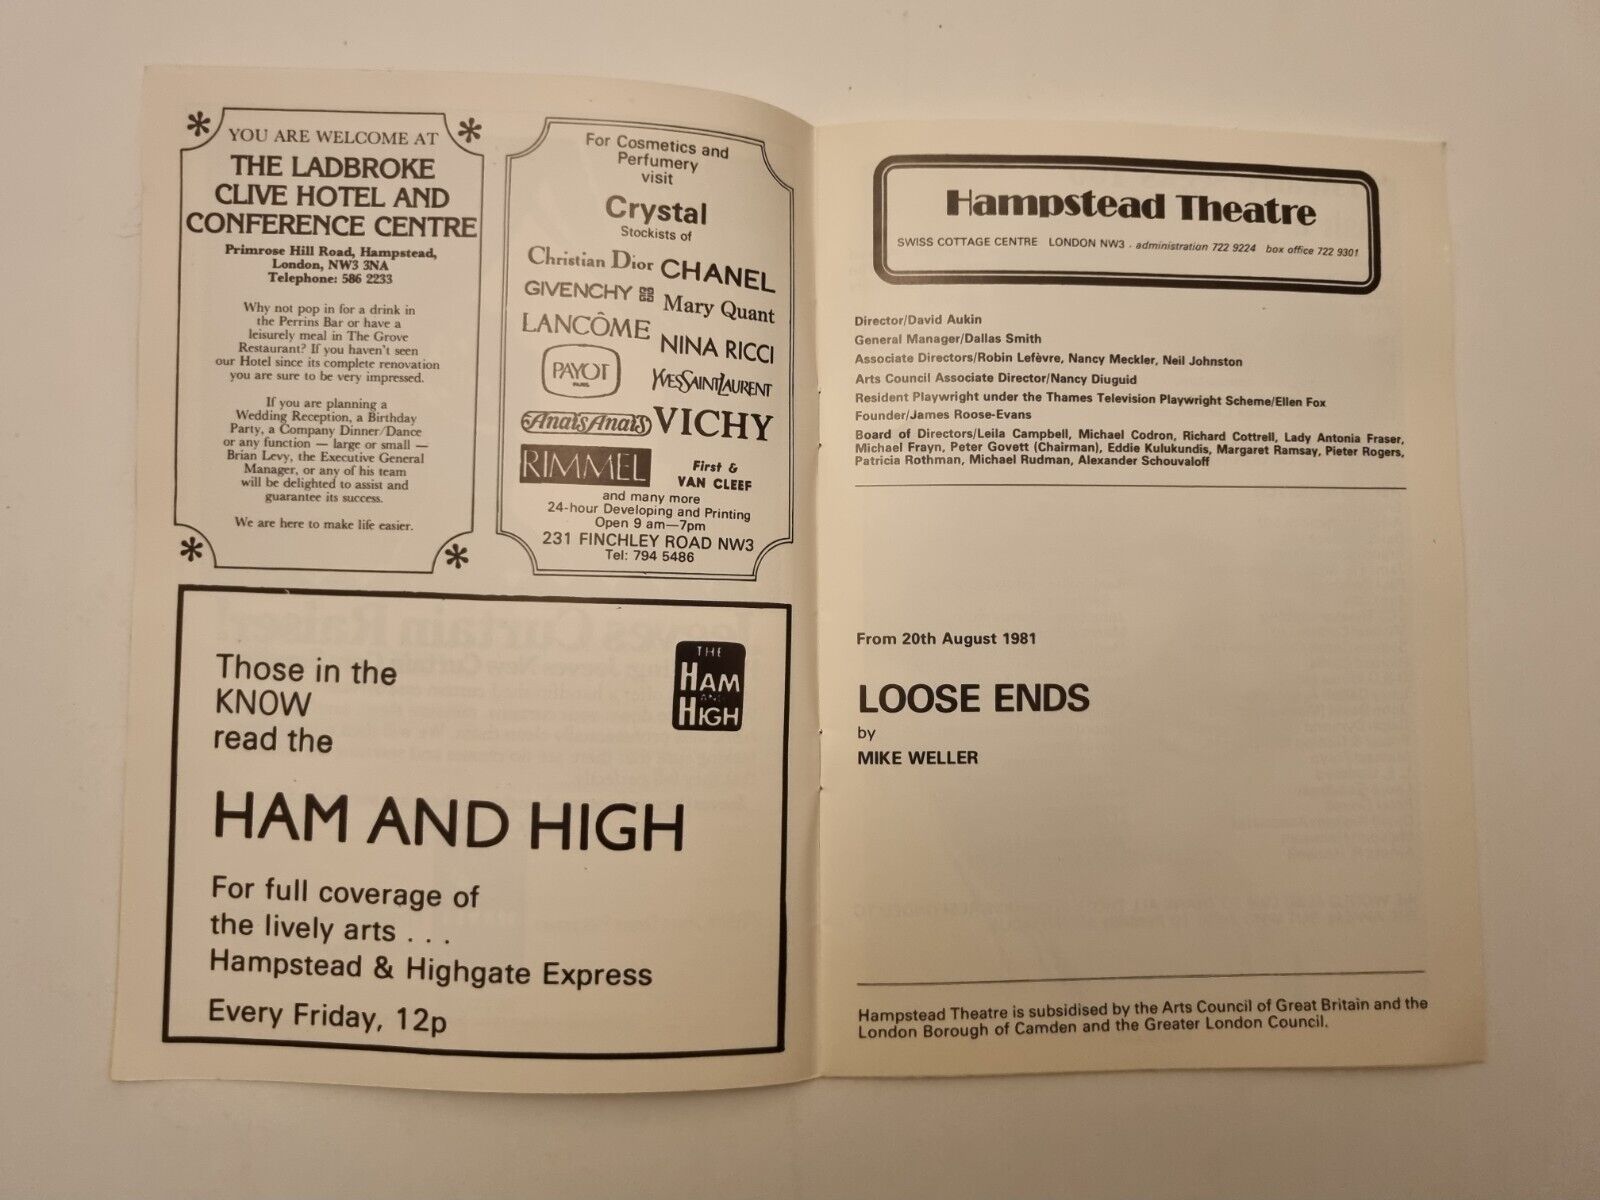 YOU ARE WELCOME AT
THE LADBROKE
CLIVE HOTEL AND
CONFERENCE CENTRE
Primrose Hill Road, Hampstead,
London, NW3 3NA
Telephone: 586 2233
Why not pop in for a drink in
the Perrins Bar or have a
leisurely meal in The Grove
Restaurant? If you haven't seen
our Hotel since its complete renovation
you are sure to be very impressed.
If you are planning a
Wedding Reception, a Birthday
Party, a Company Dinner/Dance
or any function — large or small —
Brian Levy, the Executive General
Manager, or any of his team
will be delighted to assist and
guarantee its success.
We are here to make life easier.
For Cosmetics and
Perfumery
visit
Crystal
Stockists of
Christian Dior CHANEL
GIVENCHY Mary Quant
LANCÔME NINA RICCI
PAYOT
PARIS
YVESSAINTLAURENT
Anaïs Anaïs VICHY
RIMMEL
First &
VAN CLEEF
and many more
24-hour Developing and Printing
Open 9 am—7pm
231 FINCHLEY ROAD NW3
Tel: 794 5486
Those in the
KNOW
read the
THE
HAM
AND
HIGH
HAM AND HIGH
For full coverage of
the lively arts . . .
Hampstead & Highgate Express
Every Friday, 12p
Hampstead Theatre
SWISS COTTAGE CENTRE LONDON NW3 . administration 722 9224 box office 722 9301
Director/David Aukin
General Manager/Dallas Smith
Associate Directors/Robin Lefèvre, Nancy Meckler, Neil Johnston
Arts Council Associate Director/Nancy Diuguid
Resident Playwright under the Thames Television Playwright Scheme/Ellen Fox
Founder/James Roose-Evans
Board of Directors/Leila Campbell, Michael Codron, Richard Cottrell, Lady Antonia Fraser,
Michael Frayn, Peter Govett (Chairman), Eddie Kulukundis, Margaret Ramsay, Pieter Rogers,
Patricia Rothman, Michael Rudman, Alexander Schouvaloff
From 20th August 1981
LOOSE ENDS
by
MIKE WELLER
Hampstead Theatre is subsidised by the Arts Council of Great Britain and the
London Borough of Camden and the Greater London Council.